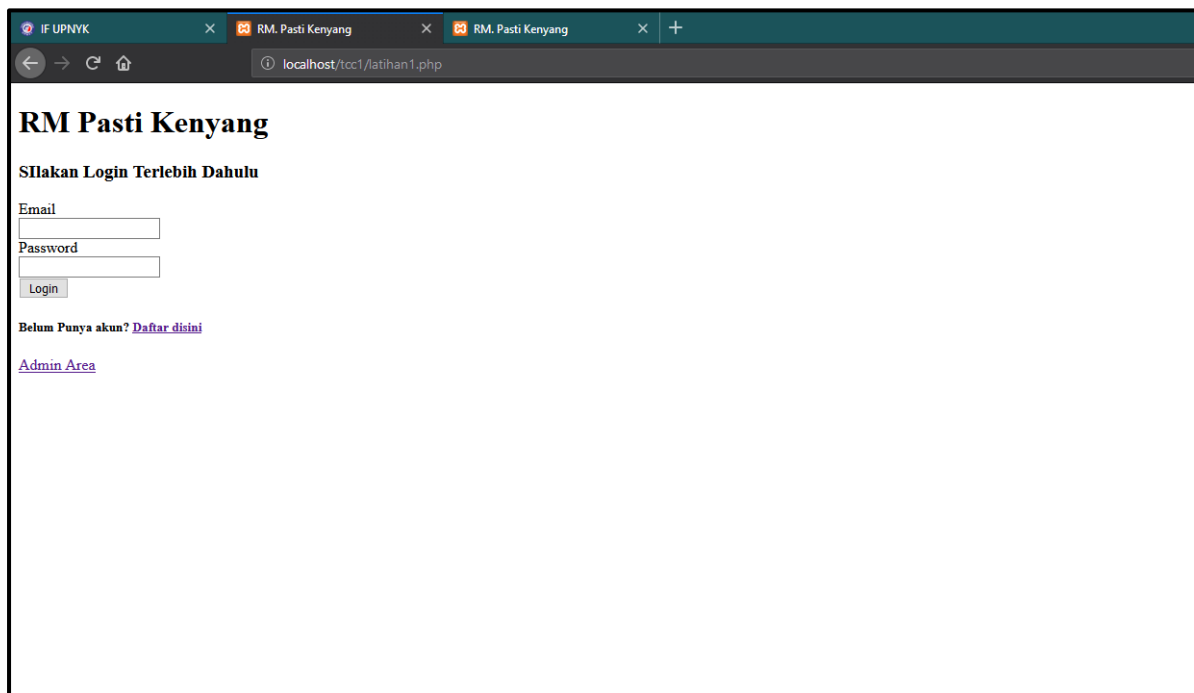 IF UPNYK
RM. Pasti Kenyang
RM. Pasti Kenyang
localhost/tcc1/latihan1.php
RM Pasti Kenyang
SIlakan Login Terlebih Dahulu
Email
Password
Login
Belum Punya akun? Daftar disini
Admin Area